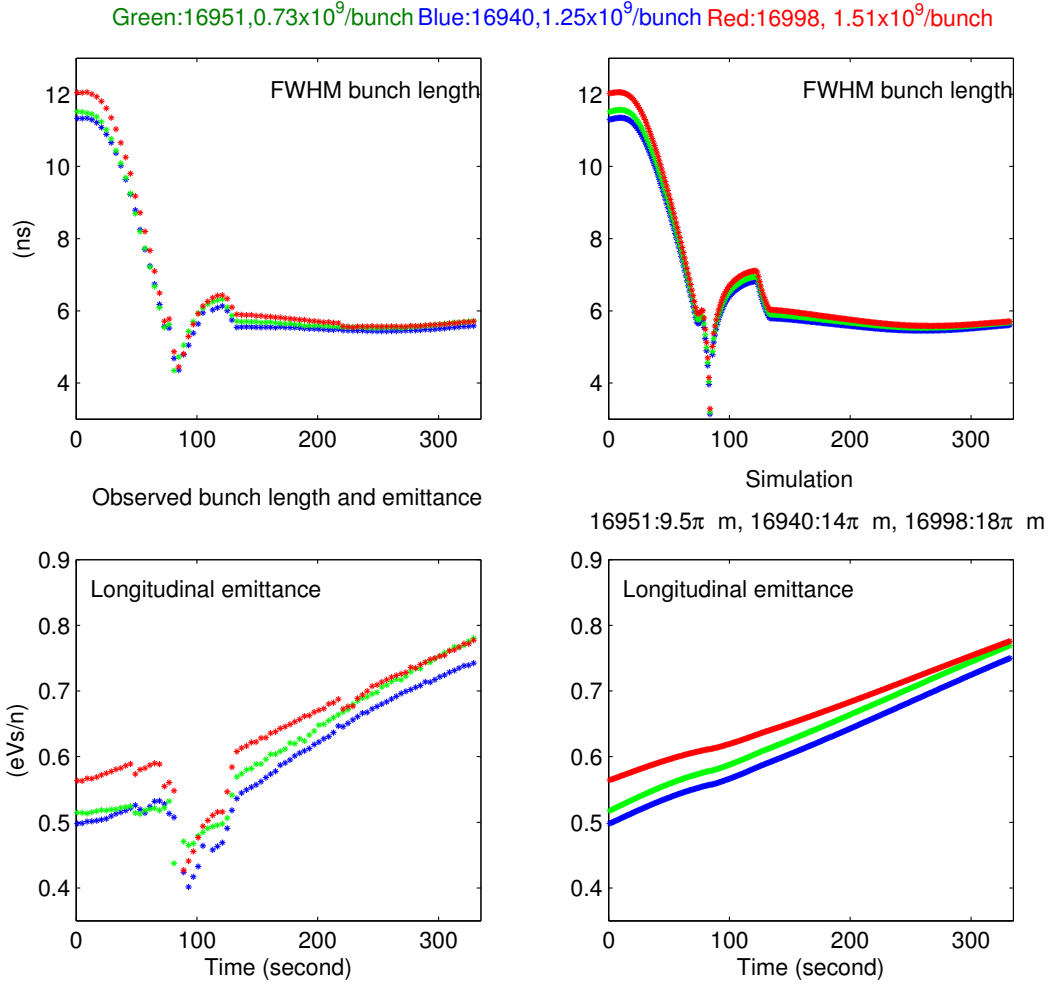 Green:16951,0.73x10⁹/bunch Blue:16940,1.25x10⁹/bunch Red:16998, 1.51x10⁹/bunch
FWHM bunch length
12
10
8
6
4
(ns)
0 100 200 300
FWHM bunch length
12
10
8
6
4
0 100 200 300
Observed bunch length and emittance
Simulation
16951:9.5π m, 16940:14π m, 16998:18π m
Longitudinal emittance
0.9
0.8
0.7
0.6
0.5
0.4
(eVs/n)
0 100 200 300
Time (second)
Longitudinal emittance
0.9
0.8
0.7
0.6
0.5
0.4
0 100 200 300
Time (second)